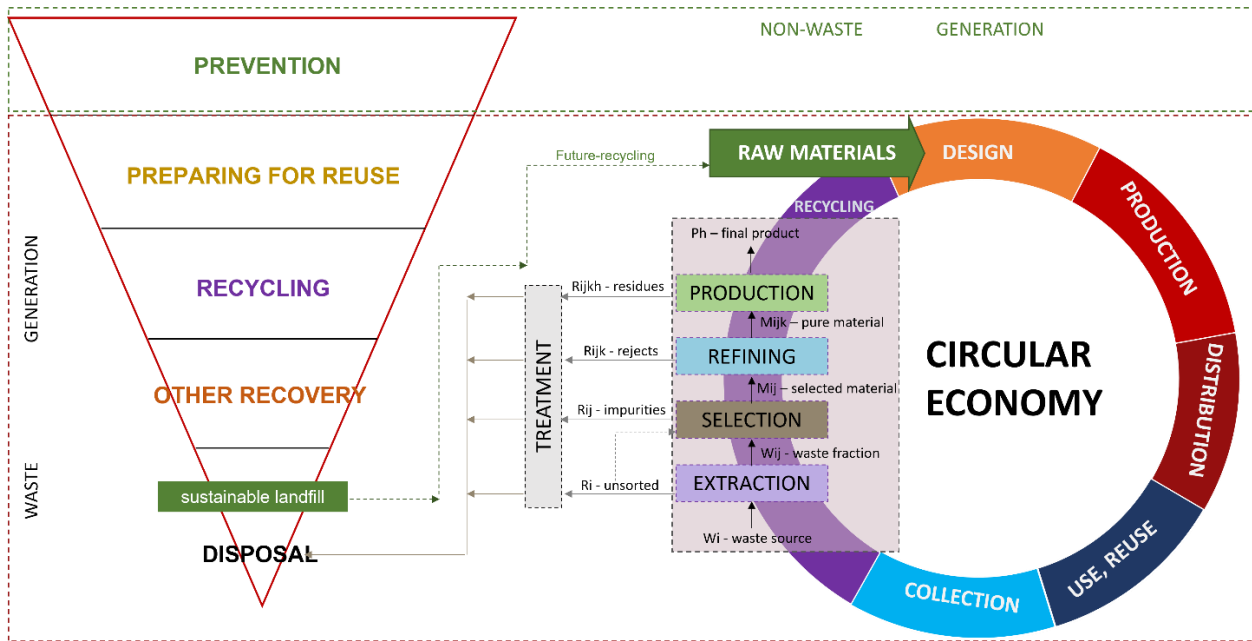 NON-WASTE GENERATION
PREVENTION
PREPARING FOR REUSE
RECYCLING
OTHER RECOVERY
sustainable landfill
DISPOSAL
GENERATION
WASTE
Future-recycling
TREATMENT
Rijkh - residues
Rijk - rejects
Rij - impurities
Ri - unsorted
RAW MATERIALS
RECYCLING
Ph – final product
PRODUCTION
Mijk – pure material
REFINING
Mij – selected material
SELECTION
Wij - waste fraction
EXTRACTION
Wi - waste source
DESIGN
PRODUCTION
DISTRIBUTION
USE, REUSE
COLLECTION
CIRCULAR
ECONOMY